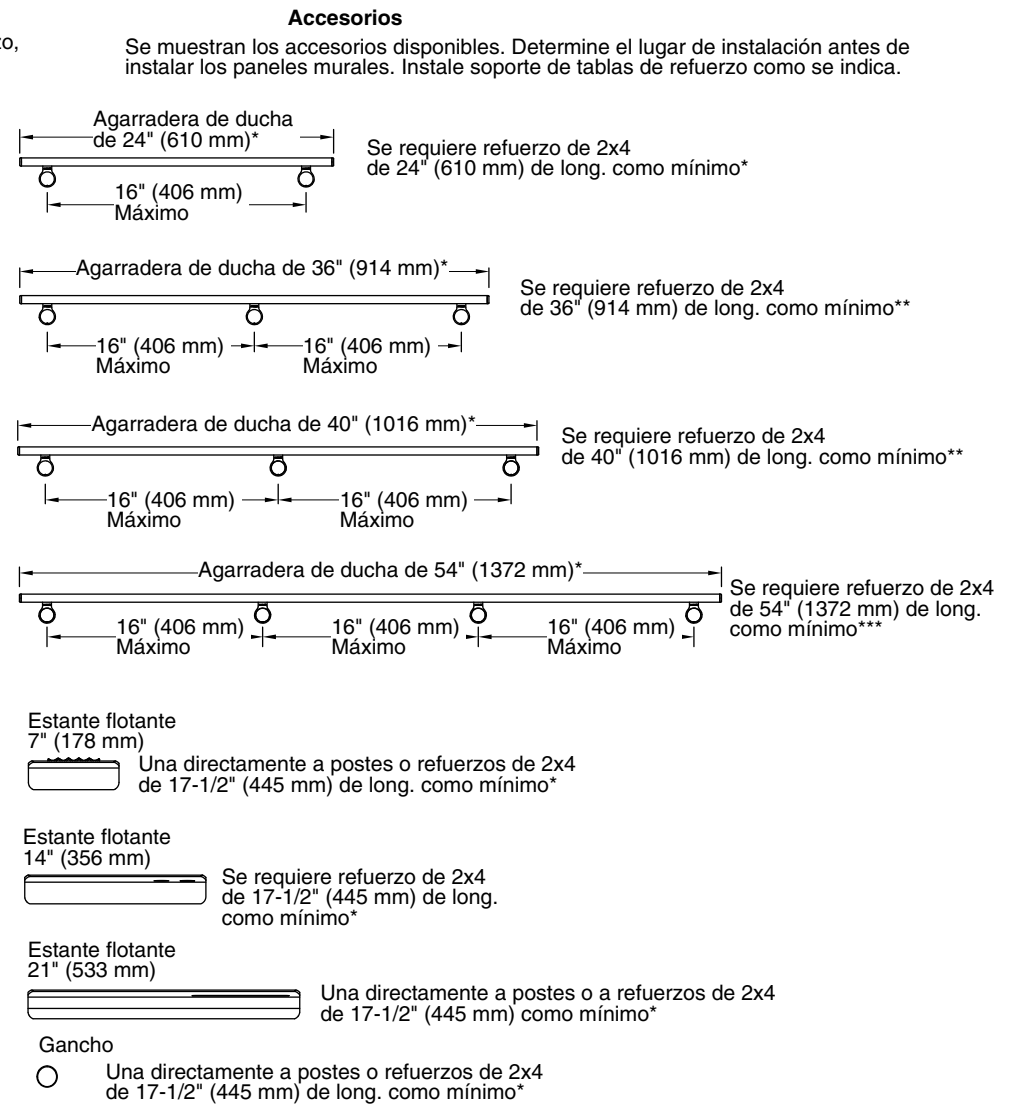 Accesorios
Se muestran los accesorios disponibles. Determine el lugar de instalación antes de
instalar los paneles murales. Instale soporte de tablas de refuerzo como se indica.
Agarradera de ducha
de 24" (610 mm)*
Se requiere refuerzo de 2x4
de 24" (610 mm) de long. como mínimo*
16" (406 mm)
Máximo
Agarradera de ducha de 36" (914 mm)*
Se requiere refuerzo de 2x4
de 36" (914 mm) de long. como mínimo**
16" (406 mm)
Máximo
16" (406 mm)
Máximo
Agarradera de ducha de 40" (1016 mm)*
Se requiere refuerzo de 2x4
de 40" (1016 mm) de long. como mínimo**
16" (406 mm)
Máximo
16" (406 mm)
Máximo
Agarradera de ducha de 54" (1372 mm)*
Se requiere refuerzo de 2x4
de 54" (1372 mm) de long.
como mínimo***
16" (406 mm)
Máximo
16" (406 mm)
Máximo
16" (406 mm)
Máximo
Estante flotante
7" (178 mm)
Una directamente a postes o refuerzos de 2x4
de 17-1/2" (445 mm) de long. como mínimo*
Estante flotante
14" (356 mm)
Se requiere refuerzo de 2x4
de 17-1/2" (445 mm) de long.
como mínimo*
Estante flotante
21" (533 mm)
Una directamente a postes o a refuerzos de 2x4
de 17-1/2" (445 mm) como mínimo*
Gancho
Una directamente a postes o refuerzos de 2x4
de 17-1/2" (445 mm) de long. como mínimo*